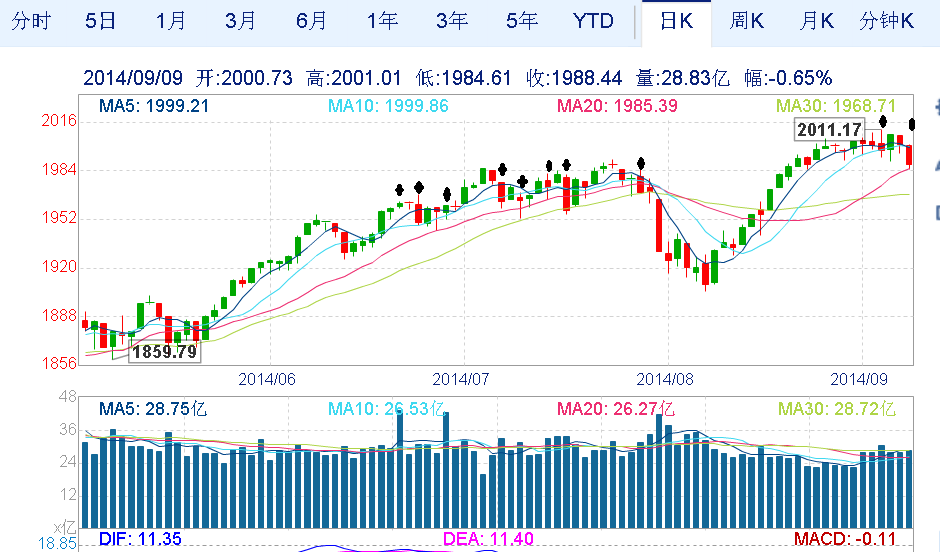 分时 5日 1月 3月 6月 1年 3年 5年 YTD 日K 周K 月K 分钟K
2014/09/09 开:2000.73 高:2001.01 低:1984.61 收:1988.44 量:28.83亿 幅:-0.65%
MA5: 1999.21 MA10: 1999.86 MA20: 1985.39 MA30: 1968.71
2016
2011.17
1984
1952
1920
1888
1859.79
1856
2014/06 2014/07 2014/08 2014/09
48
MA5: 28.75亿 MA10: 26.53亿 MA20: 26.27亿 MA30: 28.72亿
36
24
12
x亿
18.85 DIF: 11.35 DEA: 11.40 MACD: -0.11